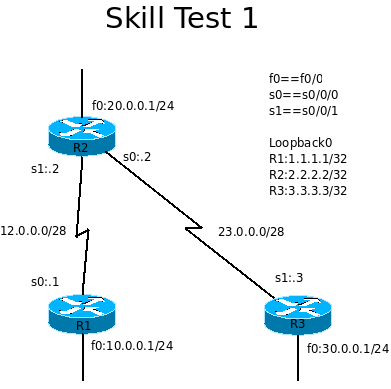 Skill Test 1
f0==f0/0
s0==s0/0/0
s1==s0/0/1
Loopback0
R1:1.1.1.1/32
R2:2.2.2.2/32
R3:3.3.3.3/32
f0:20.0.0.1/24
R2
s1:.2
s0:.2
12.0.0.0/28
23.0.0.0/28
s0:.1
s1:.3
R1
R3
f0:10.0.0.1/24
f0:30.0.0.1/24